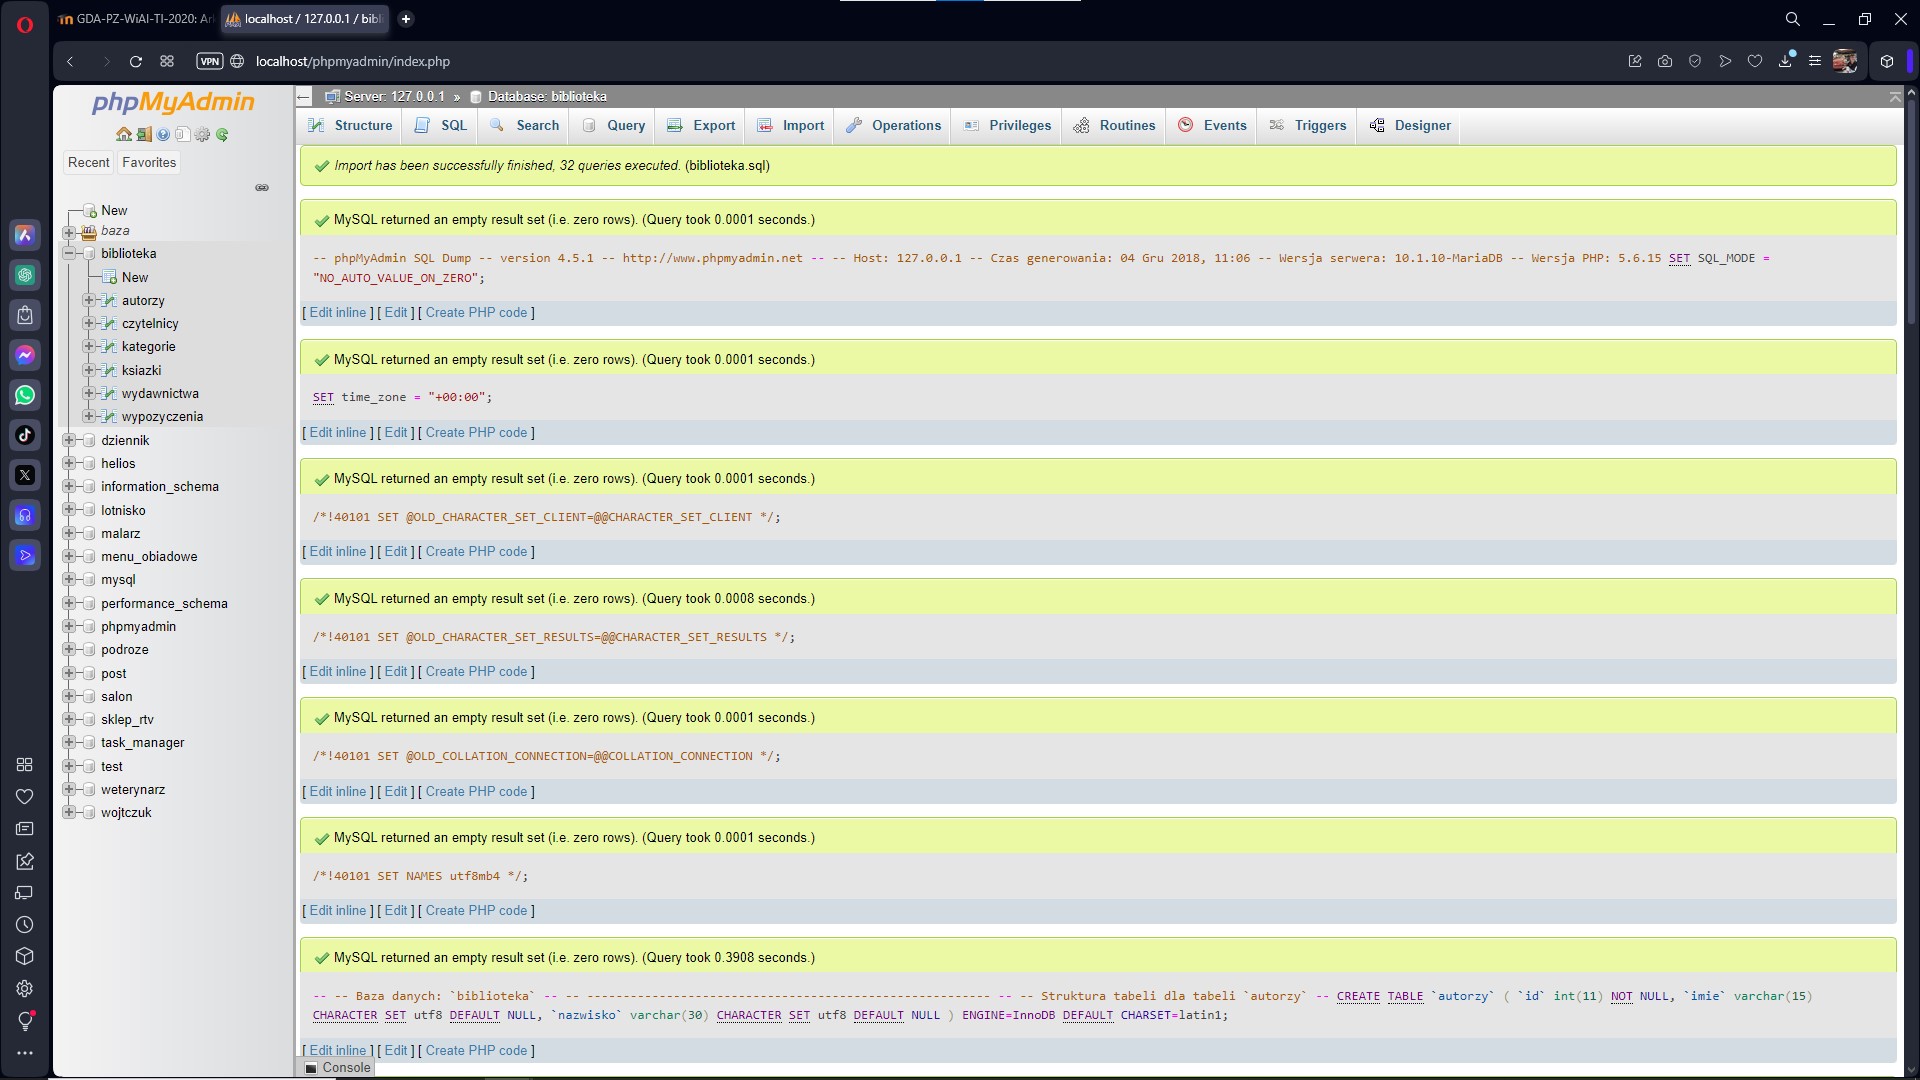 GDA-PZ-WiAI-TI-2020: Ar
localhost / 127.0.0.1 / bibl
VPN
localhost/phpmyadmin/index.php
phpMyAdmin
Recent
Favorites
New
baza
biblioteka
New
autorzy
czytelnicy
kategorie
ksiazki
wydawnictwa
wypozyczenia
dziennik
helios
information_schema
lotnisko
malarz
menu_obiadowe
mysql
performance_schema
phpmyadmin
podroze
post
salon
sklep_rtv
task_manager
test
weterynarz
wojtczuk
Server: 127.0.0.1 » Database: biblioteka
Structure SQL Search Query Export Import Operations Privileges Routines Events Triggers Designer
Import has been successfully finished, 32 queries executed. (biblioteka.sql)
MySQL returned an empty result set (i.e. zero rows). (Query took 0.0001 seconds.)
-- phpMyAdmin SQL Dump -- version 4.5.1 -- http://www.phpmyadmin.net -- -- Host: 127.0.0.1 -- Czas generowania: 04 Gru 2018, 11:06 -- Wersja serwera: 10.1.10-MariaDB -- Wersja PHP: 5.6.15 SET SQL_MODE =
"NO_AUTO_VALUE_ON_ZERO";
[ Edit inline ] [ Edit ] [ Create PHP code ]
MySQL returned an empty result set (i.e. zero rows). (Query took 0.0001 seconds.)
SET time_zone = "+00:00";
[ Edit inline ] [ Edit ] [ Create PHP code ]
MySQL returned an empty result set (i.e. zero rows). (Query took 0.0001 seconds.)
/*!40101 SET @OLD_CHARACTER_SET_CLIENT=@@CHARACTER_SET_CLIENT */;
[ Edit inline ] [ Edit ] [ Create PHP code ]
MySQL returned an empty result set (i.e. zero rows). (Query took 0.0008 seconds.)
/*!40101 SET @OLD_CHARACTER_SET_RESULTS=@@CHARACTER_SET_RESULTS */;
[ Edit inline ] [ Edit ] [ Create PHP code ]
MySQL returned an empty result set (i.e. zero rows). (Query took 0.0001 seconds.)
/*!40101 SET @OLD_COLLATION_CONNECTION=@@COLLATION_CONNECTION */;
[ Edit inline ] [ Edit ] [ Create PHP code ]
MySQL returned an empty result set (i.e. zero rows). (Query took 0.0001 seconds.)
/*!40101 SET NAMES utf8mb4 */;
[ Edit inline ] [ Edit ] [ Create PHP code ]
MySQL returned an empty result set (i.e. zero rows). (Query took 0.3908 seconds.)
-- -- Baza danych: `biblioteka` -- -- -------------------------------------------------------- -- -- Struktura tabeli dla tabeli `autorzy` -- CREATE TABLE `autorzy` ( `id` int(11) NOT NULL, `imie` varchar(15)
CHARACTER SET utf8 DEFAULT NULL, `nazwisko` varchar(30) CHARACTER SET utf8 DEFAULT NULL ) ENGINE=InnoDB DEFAULT CHARSET=latin1;
[ Edit inline ] [ Edit ] [ Create PHP code ]
Console